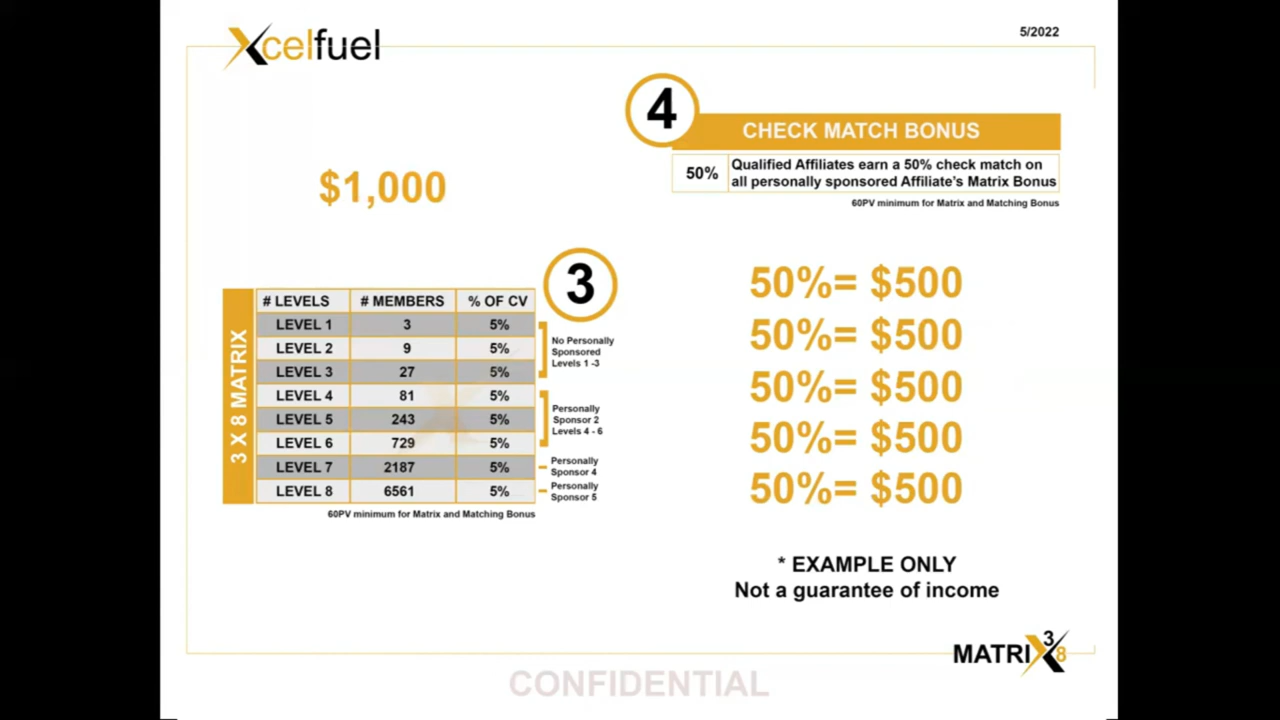 Xcelfuel
5/2022
4
CHECK MATCH BONUS
50%
Qualified Affiliates earn a 50% check match on
all personally sponsored Affiliate's Matrix Bonus
60PV minimum for Matrix and Matching Bonus
$1,000
3
3 X 8 MATRIX
# LEVELS # MEMBERS % OF CV
LEVEL 1 3 5%
LEVEL 2 9 5%
LEVEL 3 27 5%
LEVEL 4 81 5%
LEVEL 5 243 5%
LEVEL 6 729 5%
LEVEL 7 2187 5%
LEVEL 8 6561 5%
No Personally
Sponsored
Levels 1 -3
Personally
Sponsor 2
Levels 4 - 6
Personally
Sponsor 4
Personally
Sponsor 5
60PV minimum for Matrix and Matching Bonus
50%= $500
50%= $500
50%= $500
50%= $500
50%= $500
* EXAMPLE ONLY
Not a guarantee of income
MATRIX 3 8
CONFIDENTIAL